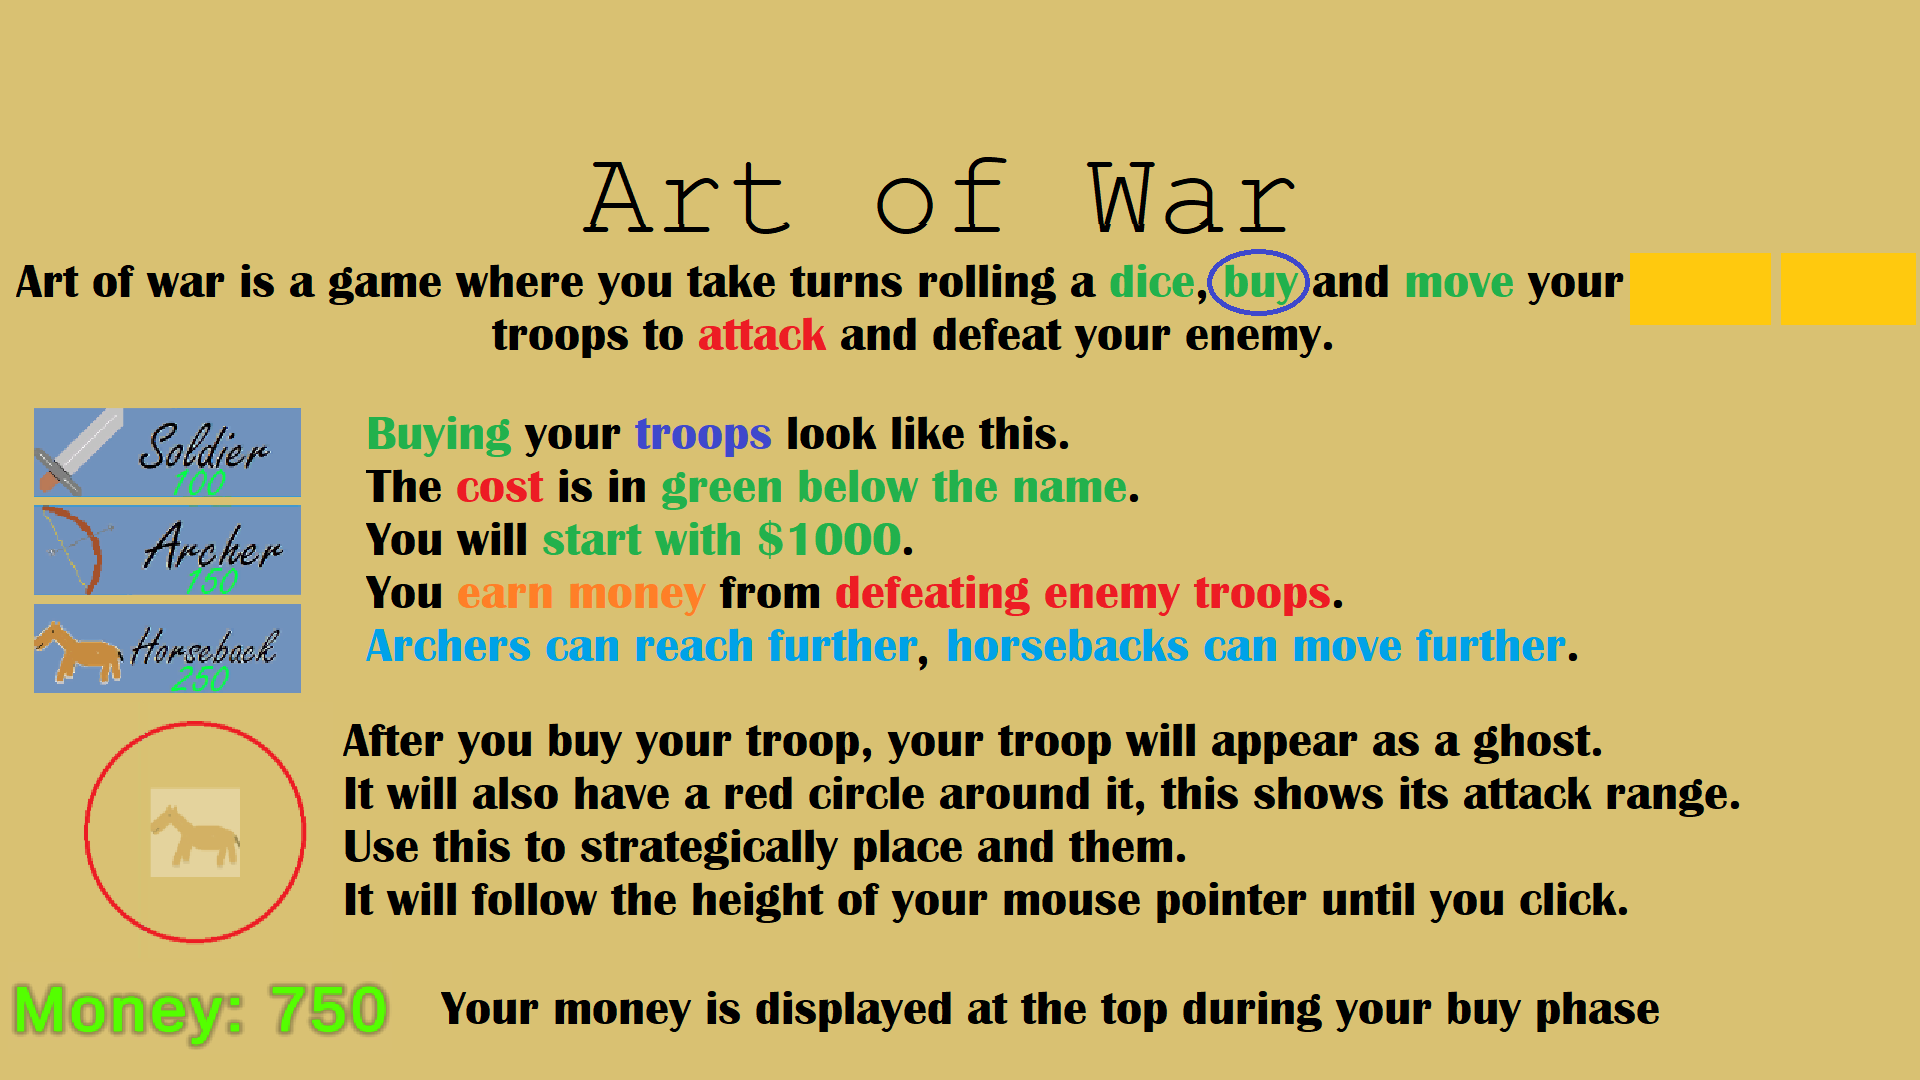 Art of War
Art of war is a game where you take turns rolling a dice, buy and move your
troops to attack and defeat your enemy.
Soldier
100
Archer
150
Horseback
250
Buying your troops look like this.
The cost is in green below the name.
You will start with $1000.
You earn money from defeating enemy troops.
Archers can reach further, horsebacks can move further.
After you buy your troop, your troop will appear as a ghost.
It will also have a red circle around it, this shows its attack range.
Use this to strategically place and them.
It will follow the height of your mouse pointer until you click.
Money: 750
Your money is displayed at the top during your buy phase